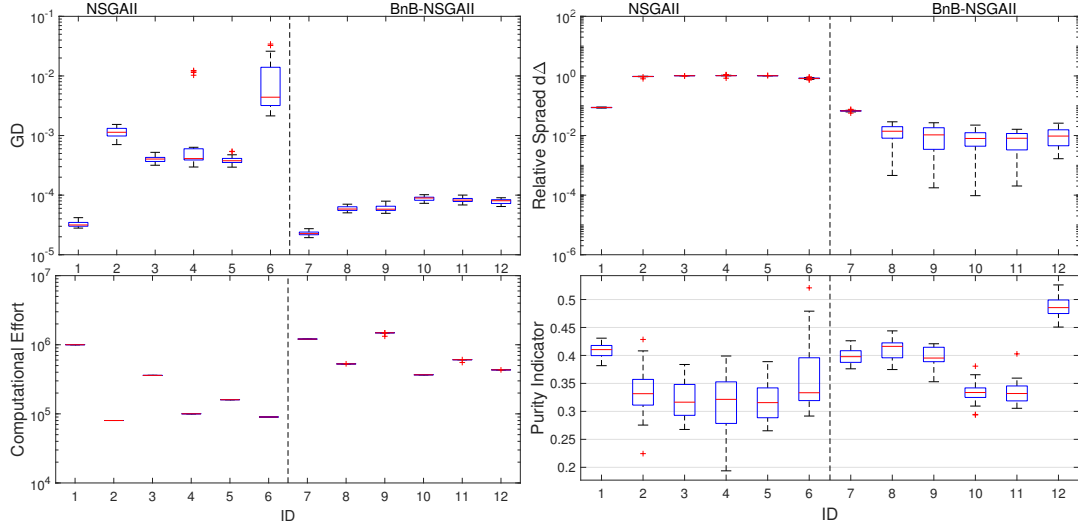 NSGAII BnB-NSGAII
10^-1
10^-2
10^-3
10^-4
10^-5
GD
1 2 3 4 5 6 7 8 9 10 11 12
NSGAII BnB-NSGAII
10^2
10^0
10^-2
10^-4
10^-6
Relative Spraed d∆
1 2 3 4 5 6 7 8 9 10 11 12
10^7
10^6
10^5
10^4
Computational Effort
1 2 3 4 5 6 7 8 9 10 11 12
ID
0.5
0.45
0.4
0.35
0.3
0.25
0.2
Purity Indicator
1 2 3 4 5 6 7 8 9 10 11 12
ID